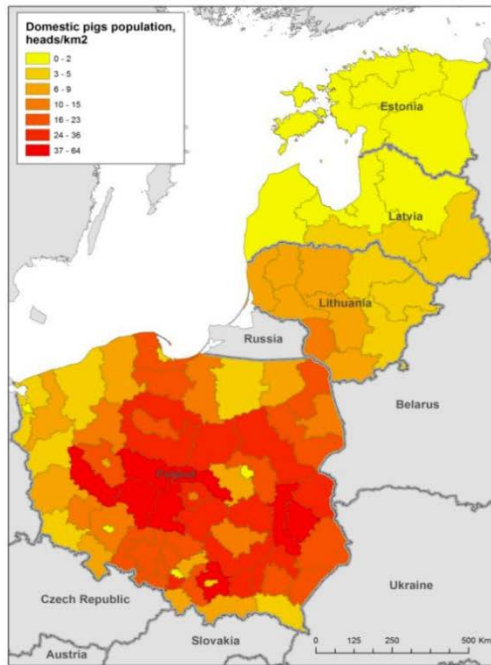 Domestic pigs population,
heads/km2
0 - 2
3 - 5
6 - 9
10 - 15
16 - 23
24 - 36
37 - 64
Estonia
Latvia
Lithuania
Russia
Belarus
Poland
Ukraine
Czech Republic
Slovakia
Austria
0 125 250 500 Km